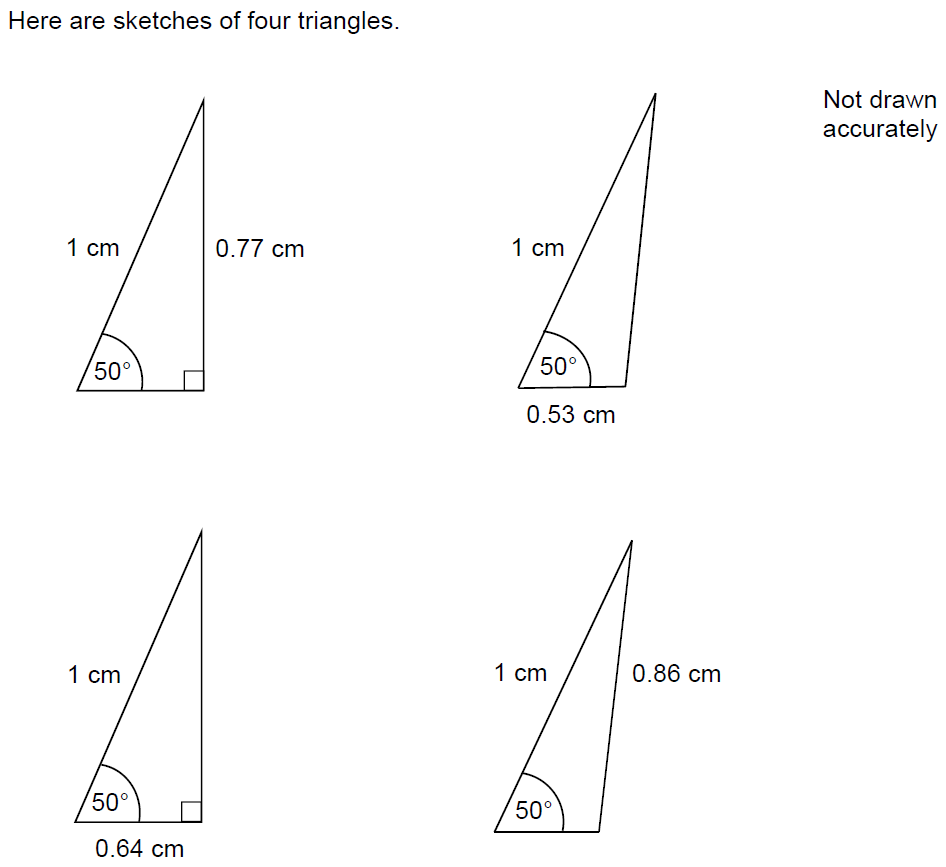 Here are sketches of four triangles.
Not drawn
accurately
1 cm
0.77 cm
50°
1 cm
50°
0.53 cm
1 cm
50°
0.64 cm
1 cm
0.86 cm
50°